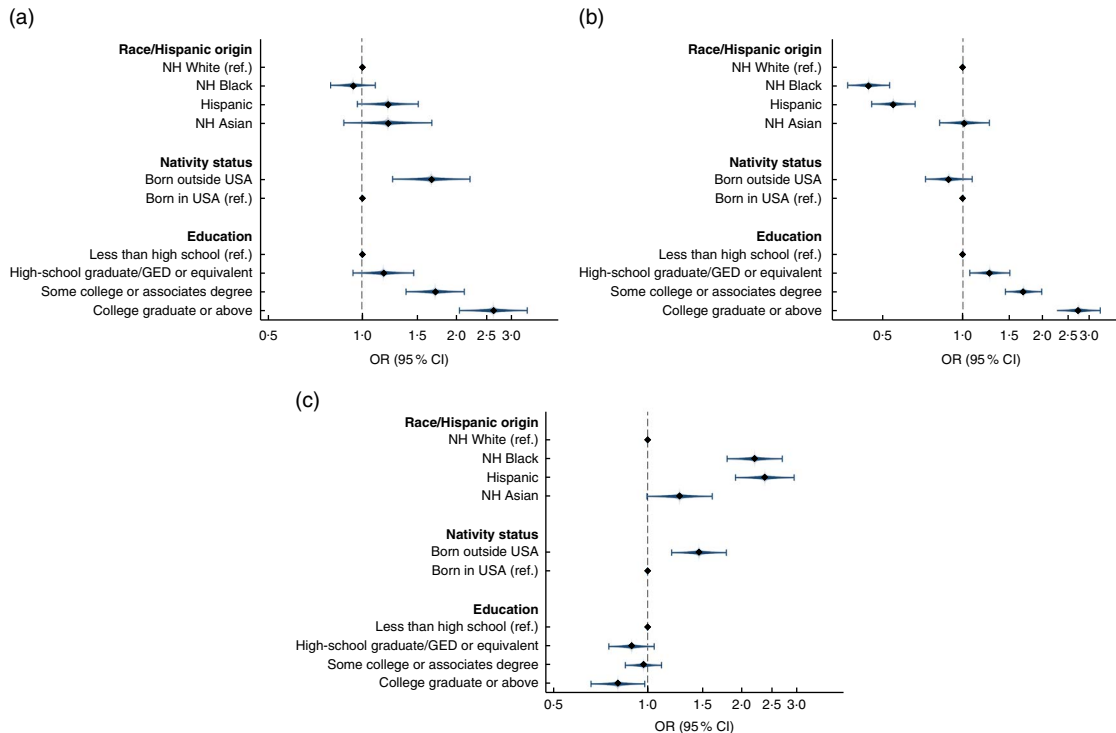 (a)
Race/Hispanic origin
NH White (ref.)
NH Black
Hispanic
NH Asian
Nativity status
Born outside USA
Born in USA (ref.)
Education
Less than high school (ref.)
High-school graduate/GED or equivalent
Some college or associates degree
College graduate or above
0·5 1·0 1·5 2·0 2·5 3·0
OR (95 % CI)
(b)
Race/Hispanic origin
NH White (ref.)
NH Black
Hispanic
NH Asian
Nativity status
Born outside USA
Born in USA (ref.)
Education
Less than high school (ref.)
High-school graduate/GED or equivalent
Some college or associates degree
College graduate or above
0·5 1·0 1·5 2·0 2·5 3·0
OR (95 % CI)
(c)
Race/Hispanic origin
NH White (ref.)
NH Black
Hispanic
NH Asian
Nativity status
Born outside USA
Born in USA (ref.)
Education
Less than high school (ref.)
High-school graduate/GED or equivalent
Some college or associates degree
College graduate or above
0·5 1·0 1·5 2·0 2·5 3·0
OR (95 % CI)